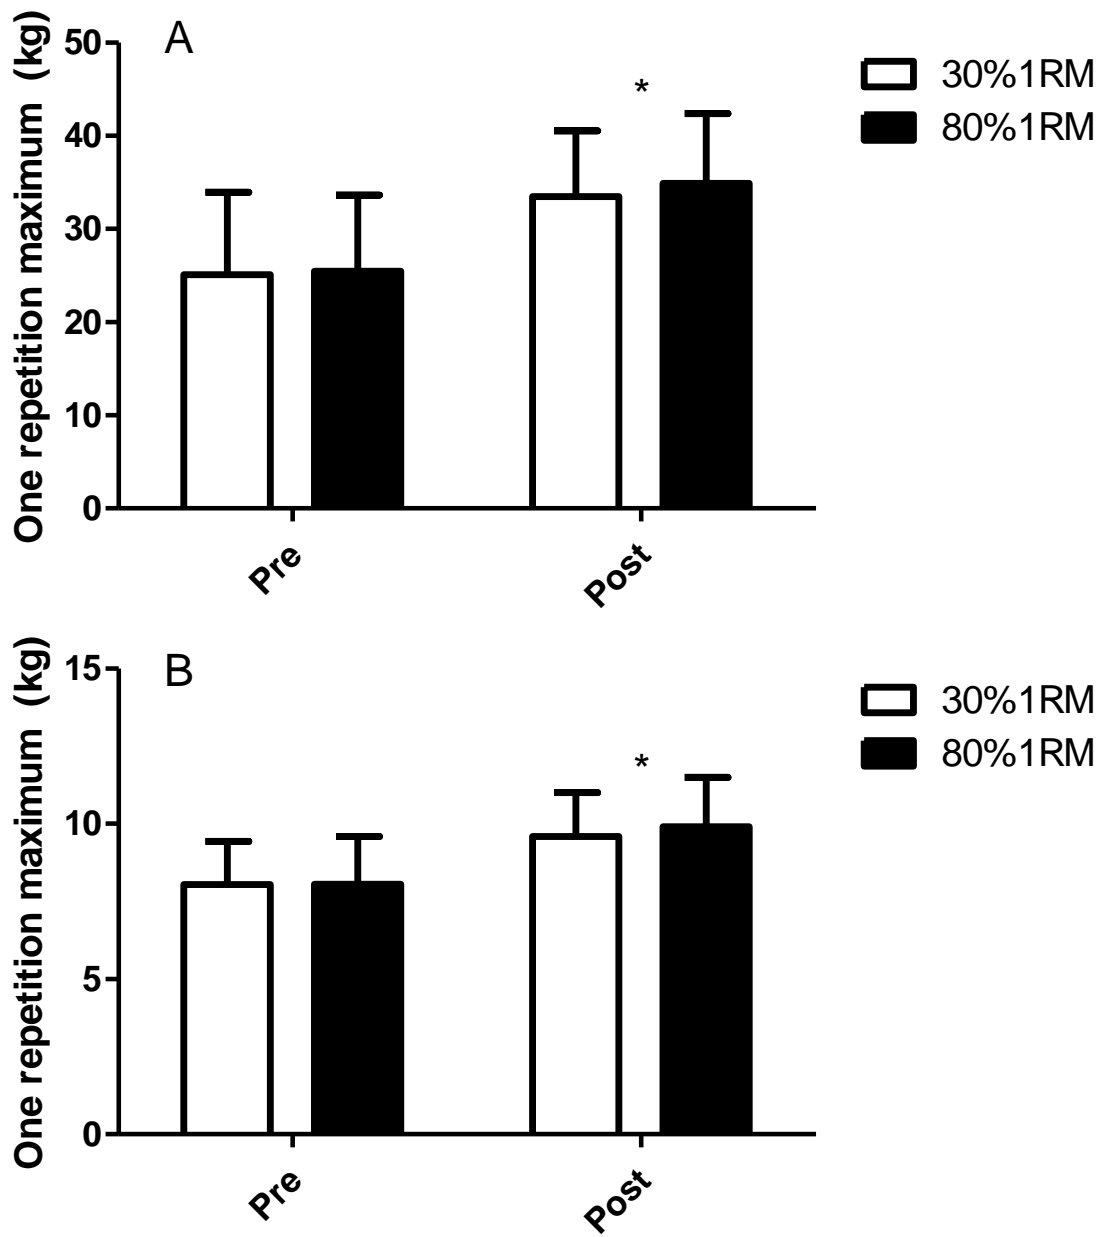 A
One repetition maximum (kg)
50
40
30
20
10
0
*
Pre
Post
30%1RM
80%1RM
B
One repetition maximum (kg)
15
10
5
0
*
Pre
Post
30%1RM
80%1RM